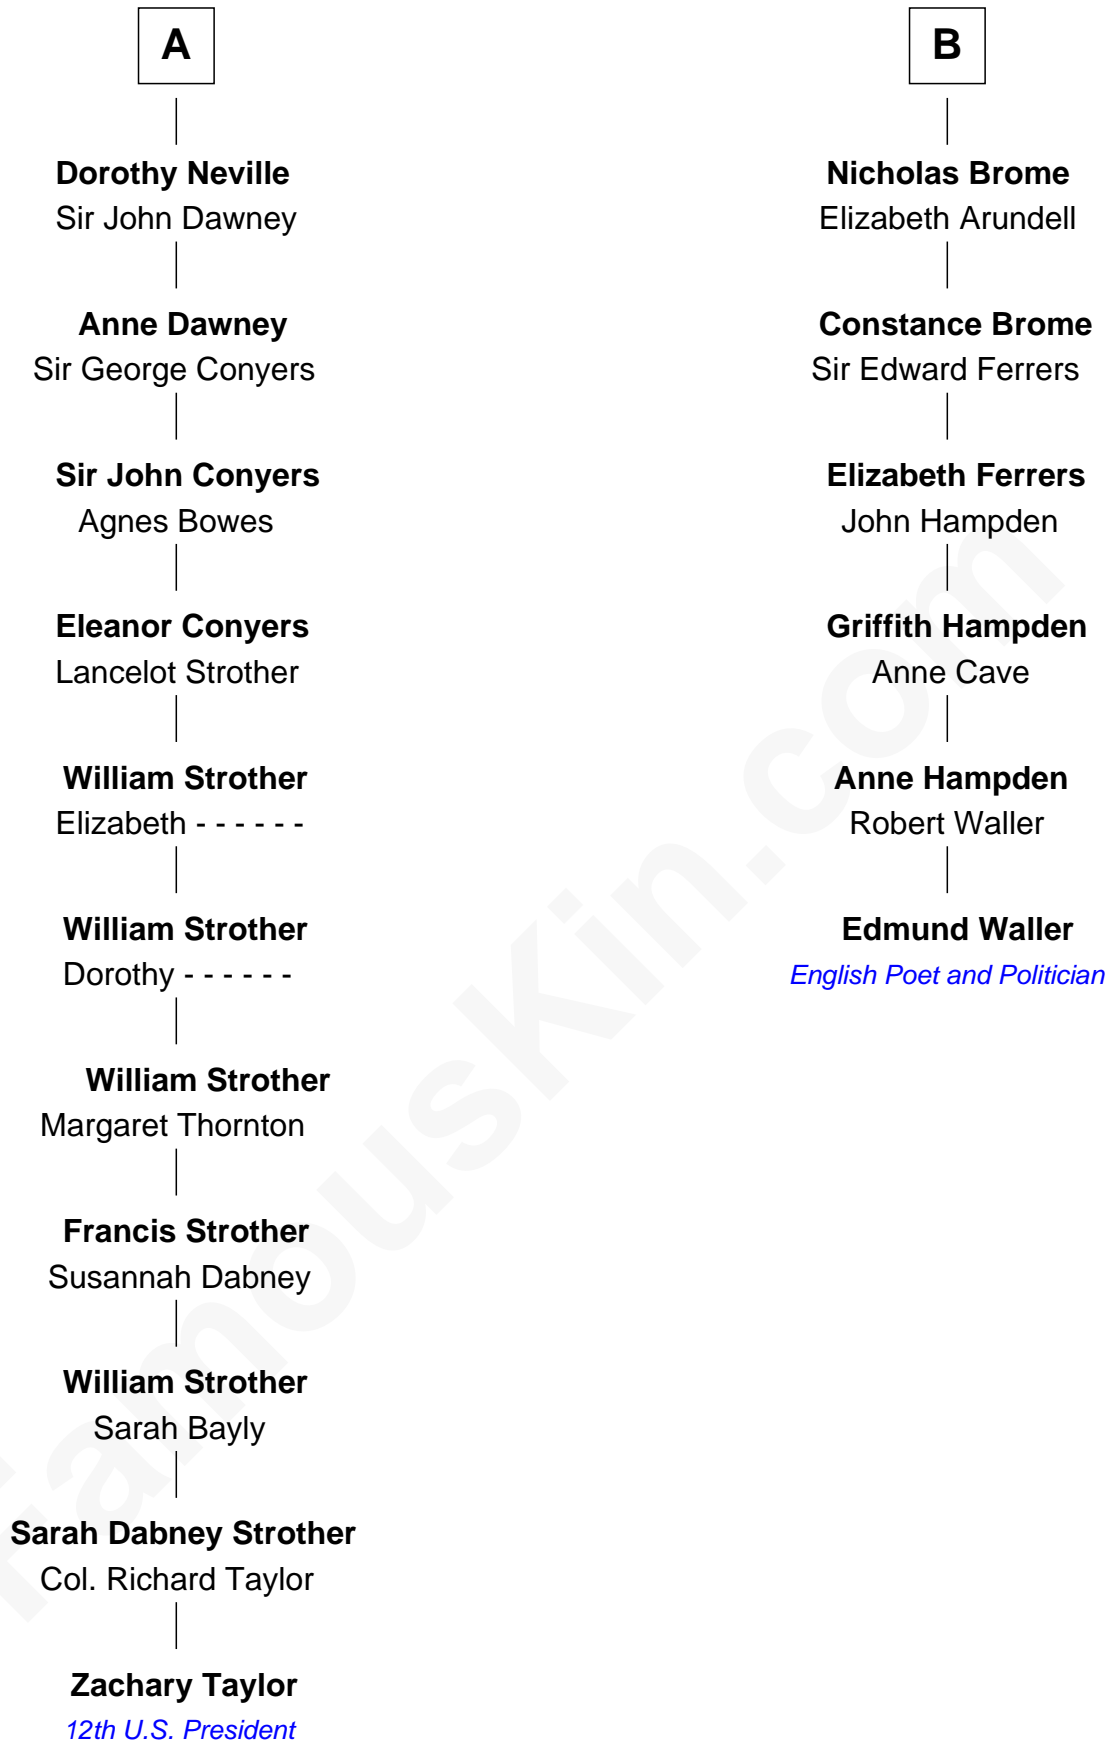 A
Dorothy Neville
Sir John Dawney
Anne Dawney
Sir George Conyers
Sir John Conyers
Agnes Bowes
Eleanor Conyers
Lancelot Strother
William Strother
Elizabeth - - - - - -
William Strother
Dorothy - - - - - -
William Strother
Margaret Thornton
Francis Strother
Susannah Dabney
William Strother
Sarah Bayly
Sarah Dabney Strother
Col. Richard Taylor
Zachary Taylor
12th U.S. President
B
Nicholas Brome
Elizabeth Arundell
Constance Brome
Sir Edward Ferrers
Elizabeth Ferrers
John Hampden
Griffith Hampden
Anne Cave
Anne Hampden
Robert Waller
Edmund Waller
English Poet and Politician
FamousKin.com